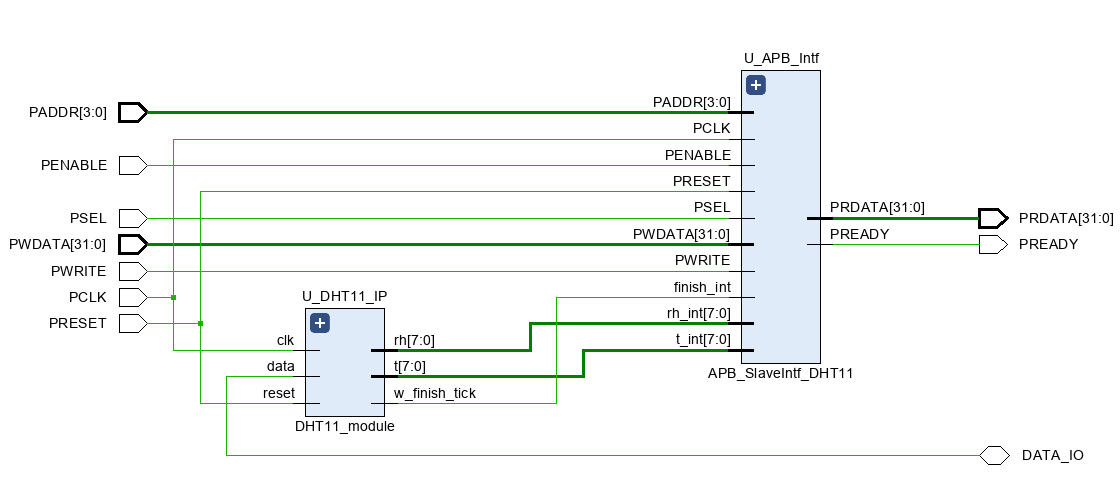 U_APB_Intf
PADDR[3:0]
PADDR[3:0]
PCLK
PENABLE
PENABLE
PRESET
PSEL
PSEL
PRDATA[31:0]
PRDATA[31:0]
PWDATA[31:0]
PWDATA[31:0]
PREADY
PREADY
PWRITE
PWRITE
PCLK
finish_int
U_DHT11_IP
PRESET
rh_int[7:0]
clk
rh[7:0]
t_int[7:0]
data
t[7:0]
APB_SlaveIntf_DHT11
reset
w_finish_tick
DHT11_module
DATA_IO